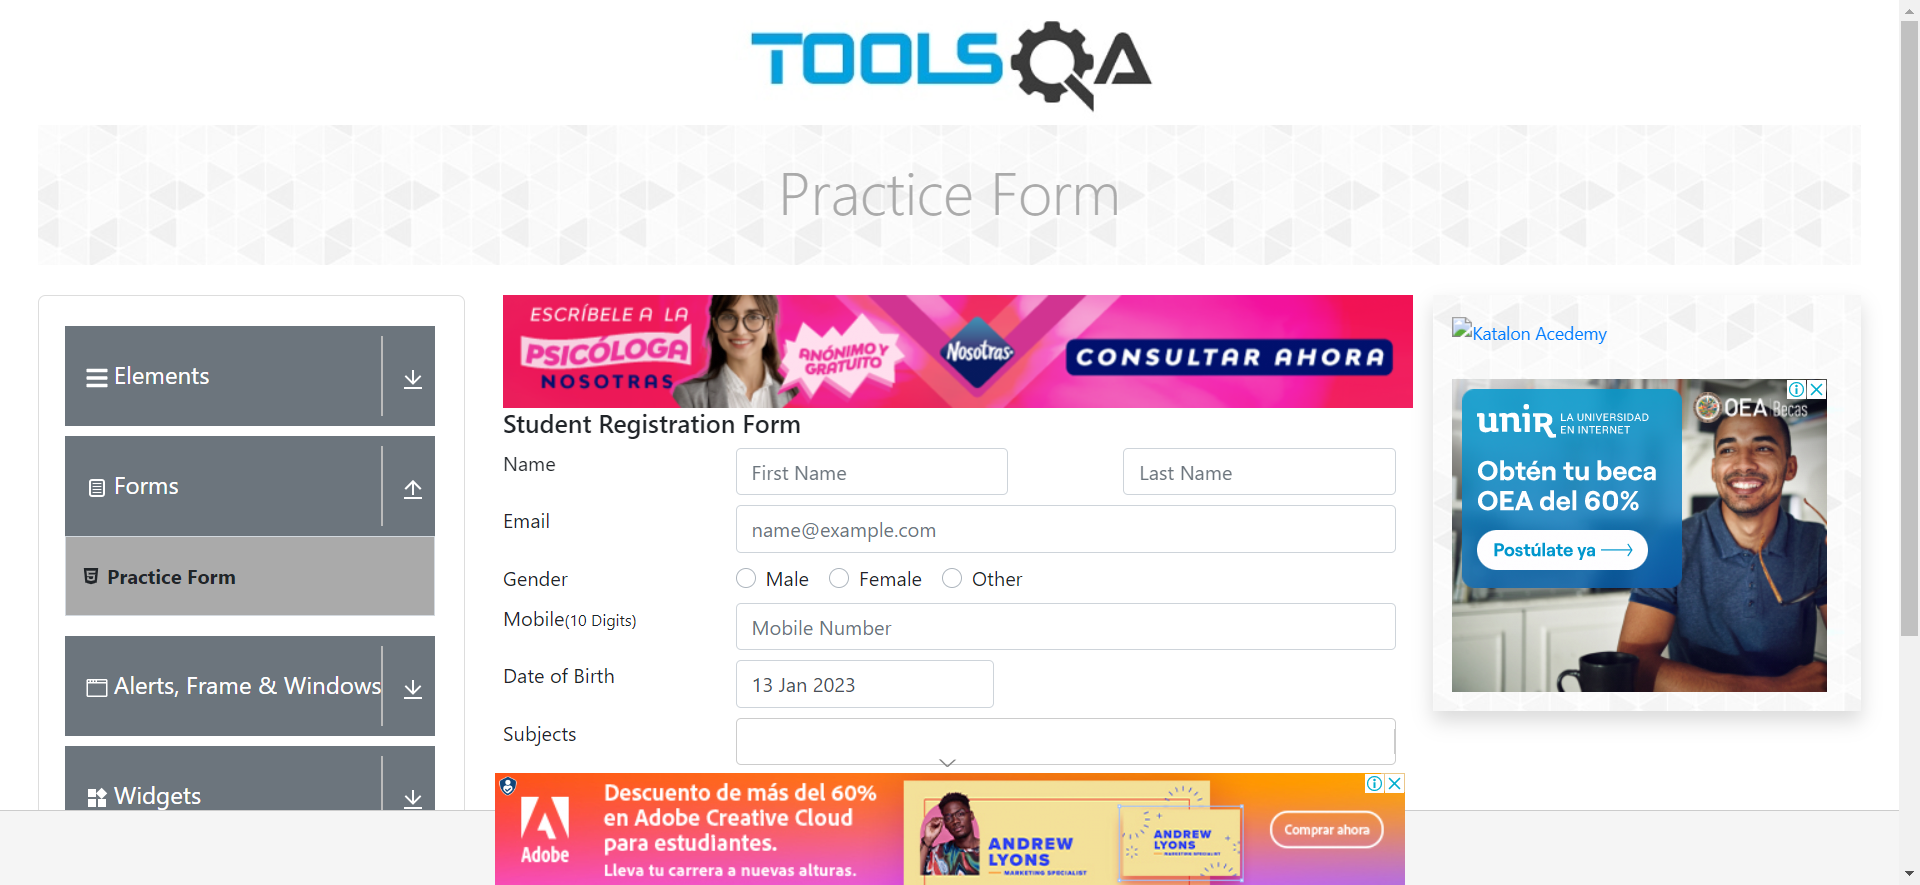 TOOLSQA
Practice Form
Elements
Forms
Practice Form
Alerts, Frame & Windows
Widgets
ESCRÍBELE A LA
PSICÓLOGA
NOSOTRAS
ANÓNIMO Y
GRATUITO
Nosotras
CONSULTAR AHORA
Student Registration Form
Name
First Name
Last Name
Email
name@example.com
Gender
Male
Female
Other
Mobile(10 Digits)
Mobile Number
Date of Birth
13 Jan 2023
Subjects
Katalon Acedemy
unir LA UNIVERSIDAD
EN INTERNET
OEA Becas
Obtén tu beca
OEA del 60%
Postúlate ya
Adobe
Descuento de más del 60%
en Adobe Creative Cloud
para estudiantes.
Lleva tu carrera a nuevas alturas.
ANDREW
LYONS
MARKETING SPECIALIST
ANDREW
LYONS
MARKETING SPECIALIST
Comprar ahora